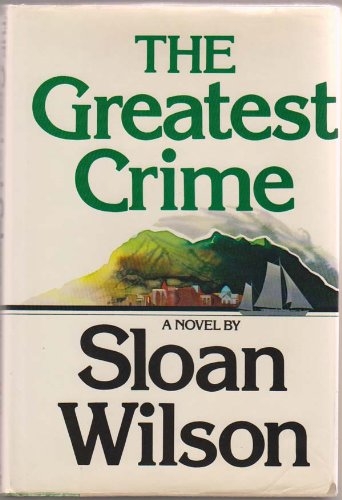 THE
Greatest
Crime
A NOVEL BY
Sloan
Wilson